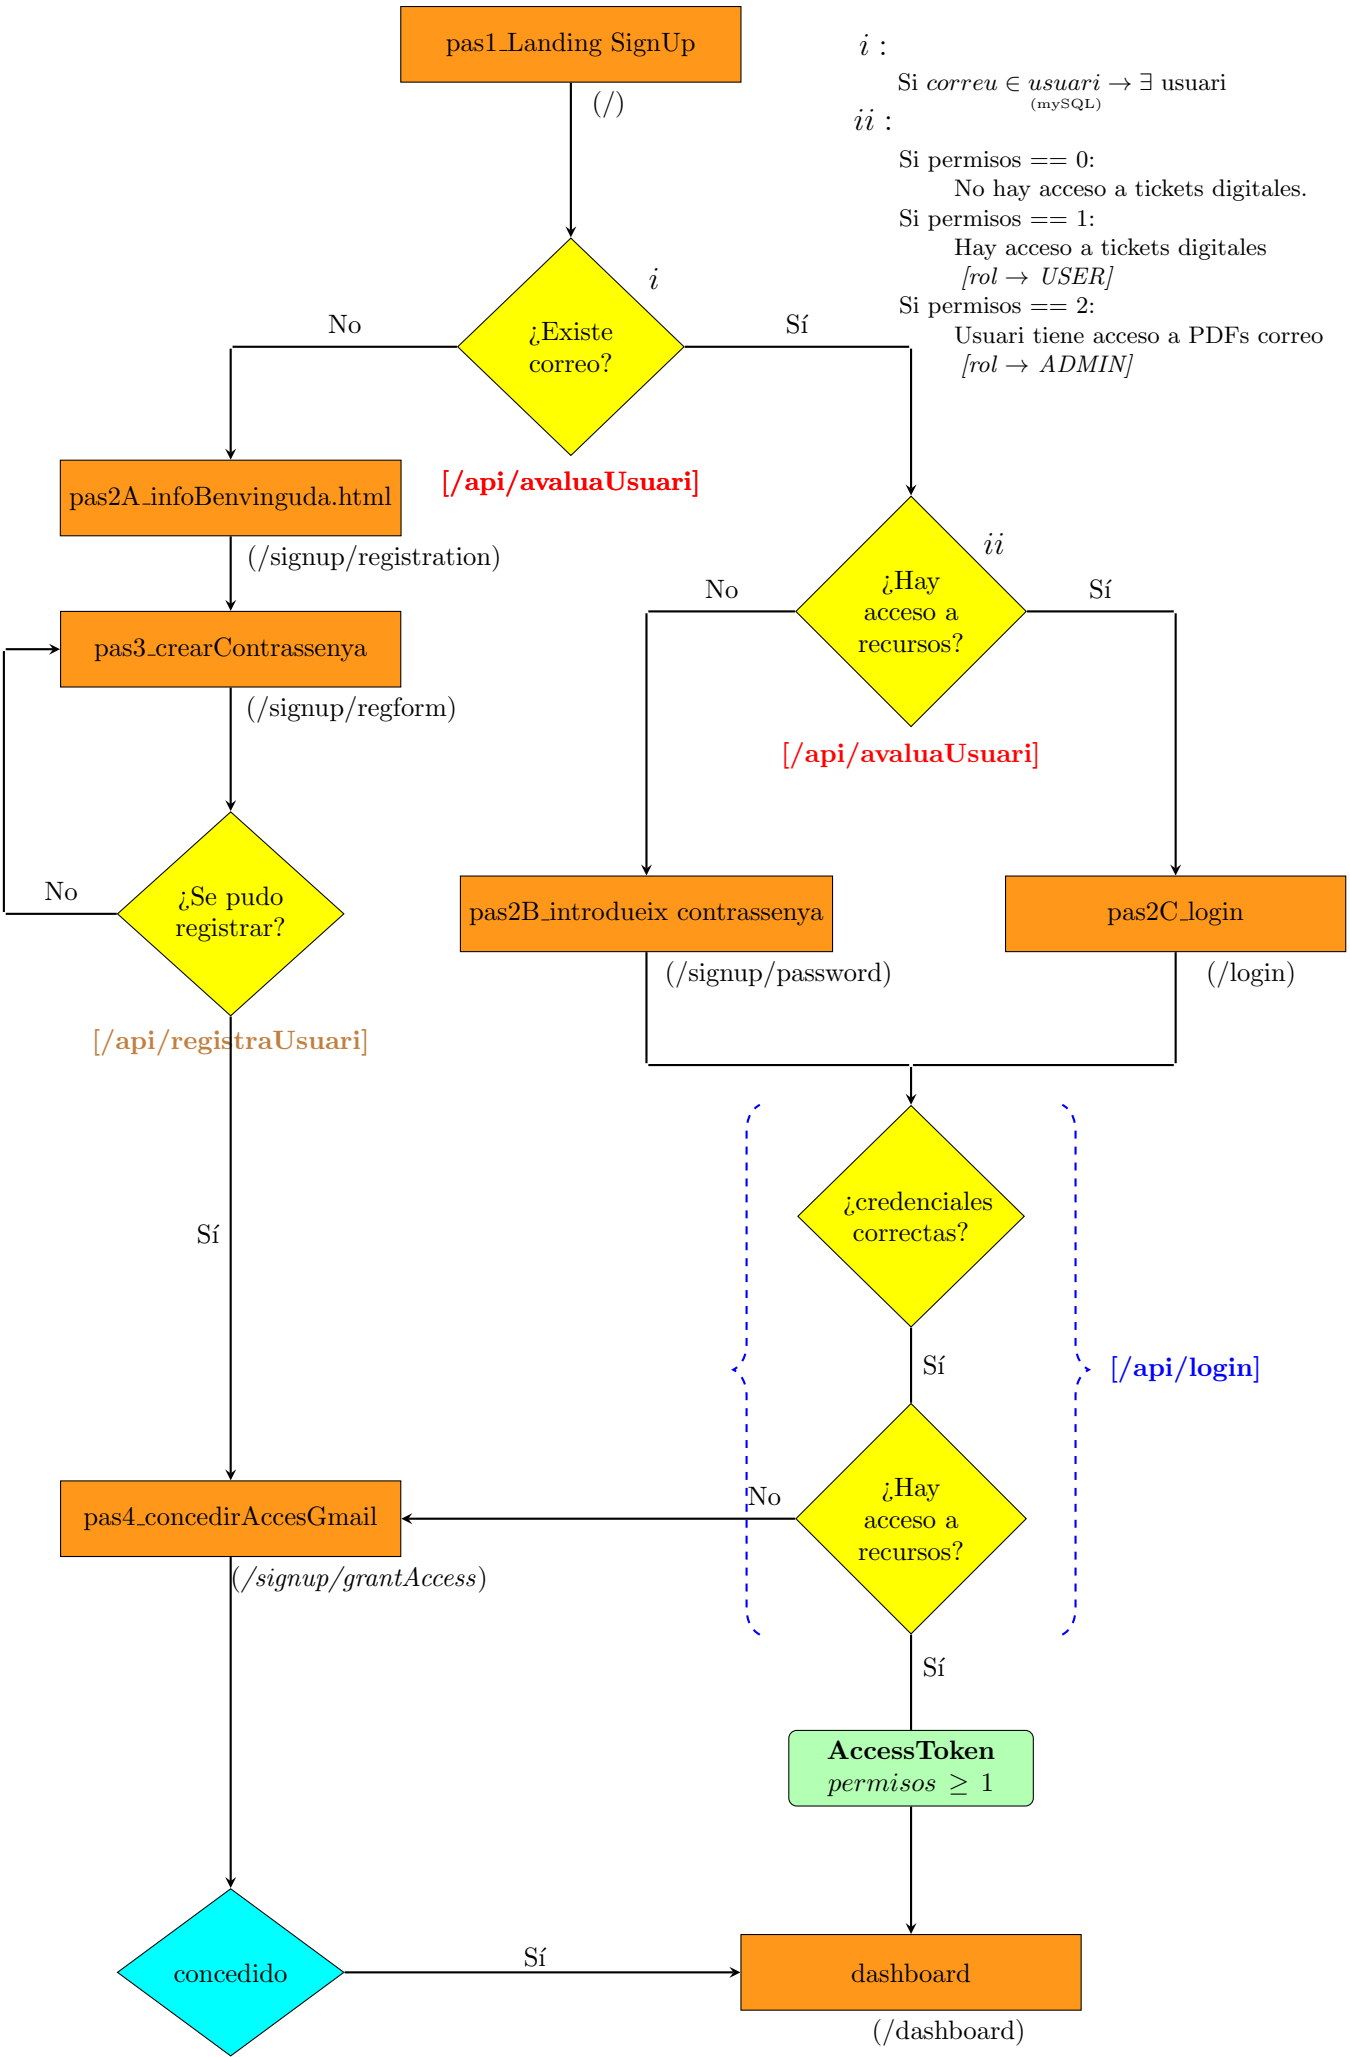 pas1_Landing SignUp
(/)
i :
Si correu ∈ usuari → ∃ usuari
(mySQL)
ii :
Si permisos == 0:
No hay acceso a tickets digitales.
Si permisos == 1:
Hay acceso a tickets digitales
[rol → USER]
Si permisos == 2:
Usuari tiene acceso a PDFs correo
[rol → ADMIN]
i
No
¿Existe
correo?
Sí
[/api/avaluaUsuari]
pas2A_infoBenvinguda.html
(/signup/registration)
ii
No
¿Hay
acceso a
recursos?
Sí
[/api/avaluaUsuari]
pas3_crearContrassenya
(/signup/regform)
No
¿Se pudo
registrar?
[/api/registraUsuari]
Sí
pas2B_introdueix contrassenya
(/signup/password)
pas2C_login
(/login)
¿credenciales
correctas?
Sí
[/api/login]
¿Hay
acceso a
recursos?
No
pas4_concedirAccesGmail
(/signup/grantAccess)
Sí
AccessToken
permisos ≥ 1
concedido
Sí
dashboard
(/dashboard)